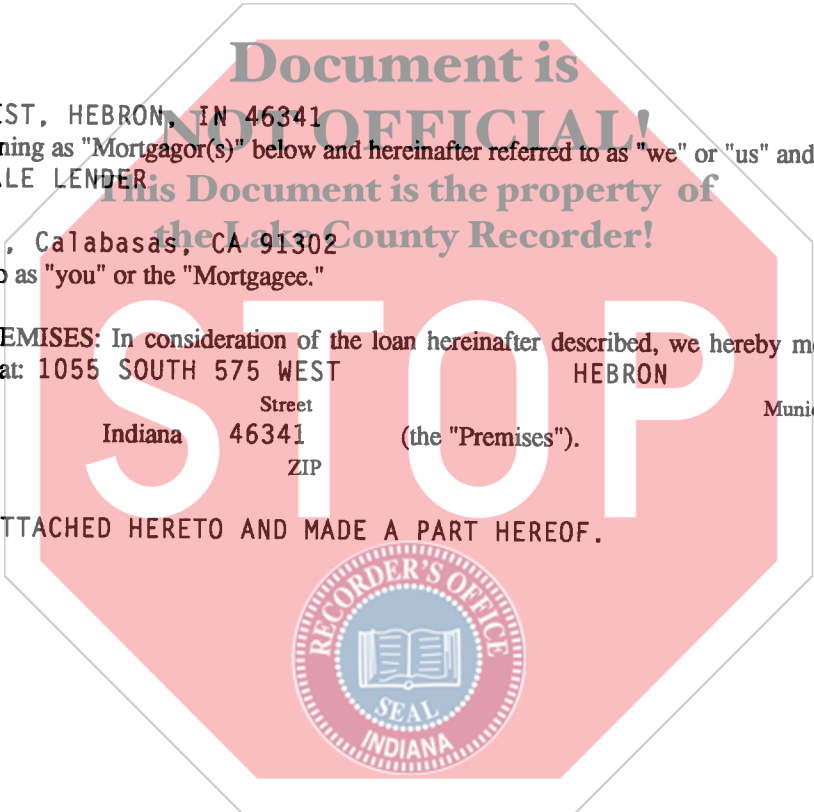 Document is
EST, HEBRON, IN 46341
NOT OFFICIAL!
ning as "Mortgagor(s)" below and hereinafter referred to as "we" or "us" and
ALE LENDER
This Document is the property of
the Lake County Recorder!
, Calabasas, CA 91302
o as "you" or the "Mortgagee."
EMISES: In consideration of the loan hereinafter described, we hereby mo
at: 1055 SOUTH 575 WEST HEBRON
Street Munic
Indiana 46341 (the "Premises").
ZIP
STOP
TTACHED HERETO AND MADE A PART HEREOF.
RECORDER'S OFFICE
SEAL
INDIANA